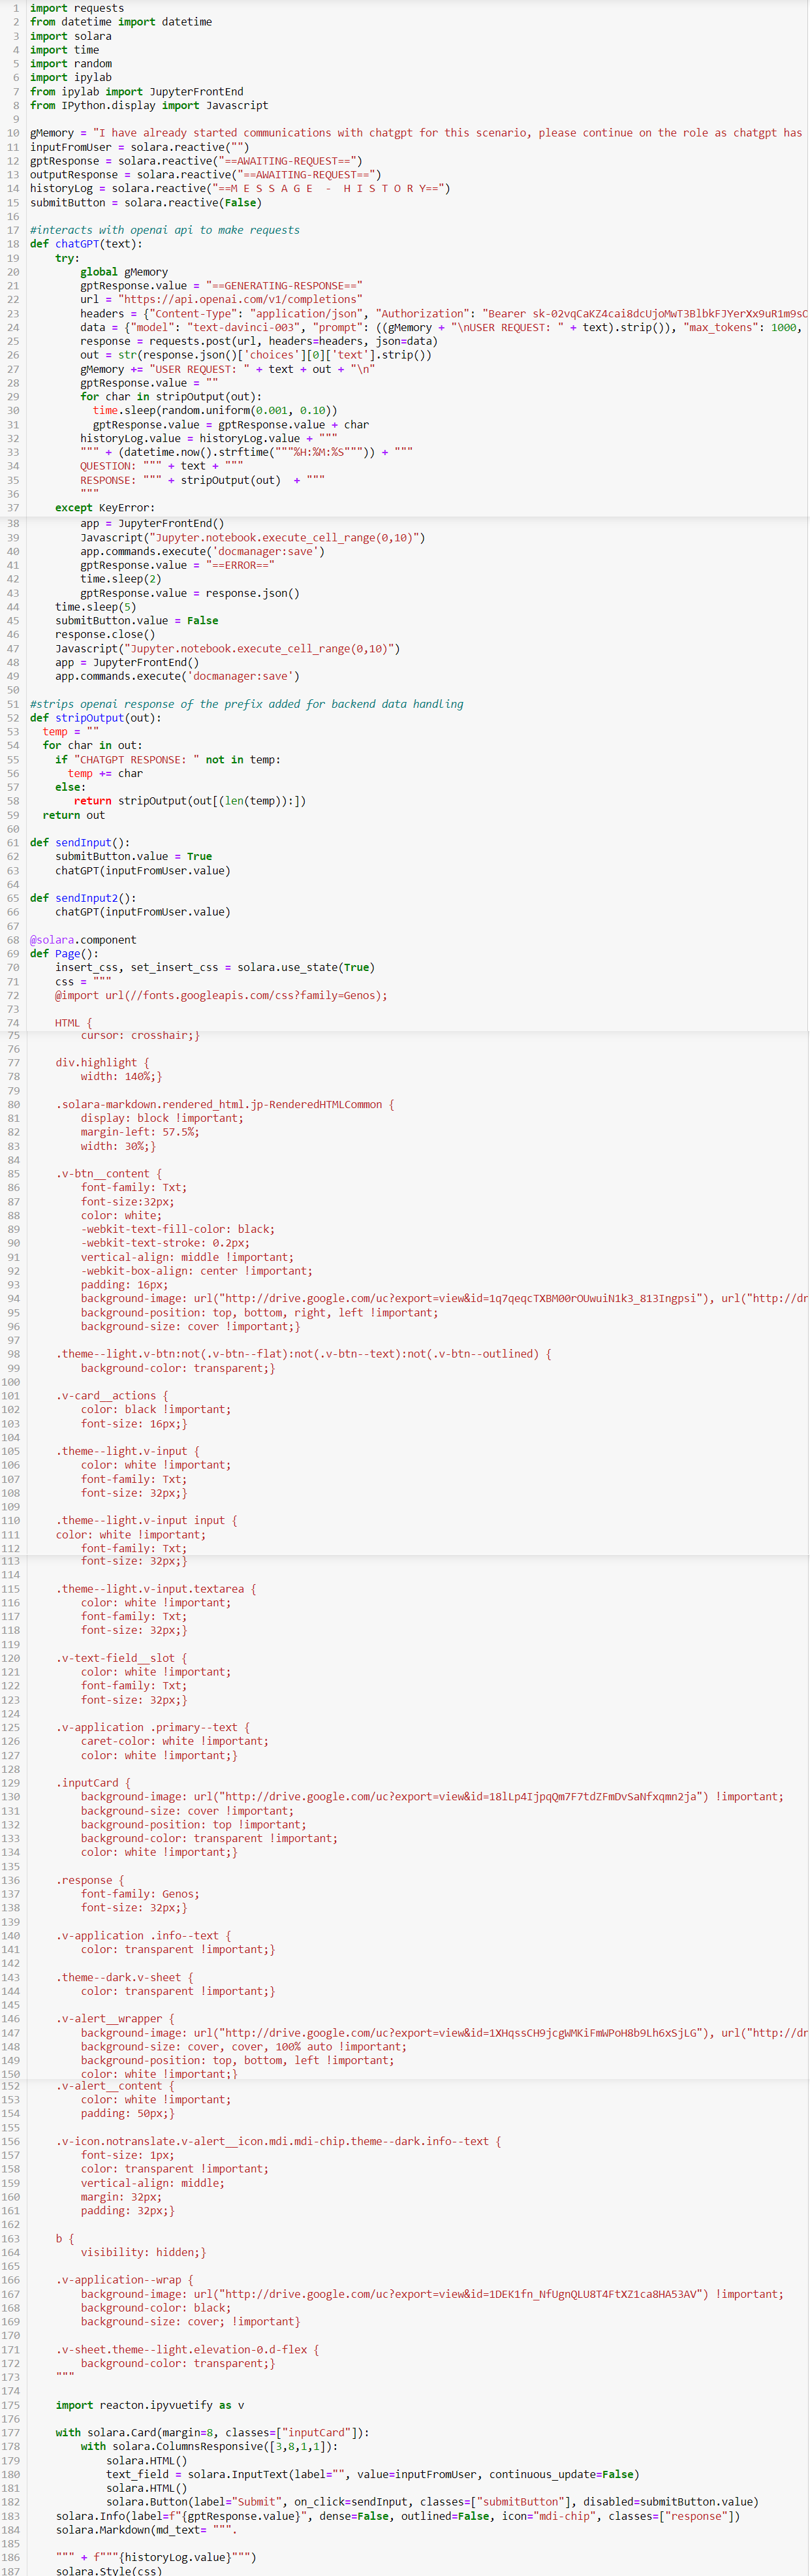 1 import requests
2 from datetime import datetime
3 import solara
4 import time
5 import random
6 import ipylab
7 from ipylab import JupyterFrontEnd
8 from IPython.display import Javascript
9
10 gMemory = "I have already started communications with chatgpt for this scenario, please continue on the role as chatgpt has
11 inputFromUser = solara.reactive("")
12 gptResponse = solara.reactive("==AWAITING-REQUEST==")
13 outputResponse = solara.reactive("==AWAITING-REQUEST==")
14 historyLog = solara.reactive("==M E S S A G E  -  H I S T O R Y==")
15 submitButton = solara.reactive(False)
16
17 #interacts with openai api to make requests
18 def chatGPT(text):
19     try:
20         global gMemory
21         gptResponse.value = "==GENERATING-RESPONSE=="
22         url = "https://api.openai.com/v1/completions"
23         headers = {"Content-Type": "application/json", "Authorization": "Bearer sk-02vqCaKZ4cai8dcUjoMwT3BlbkFJYerXx9uR1m9sC
24         data = {"model": "text-davinci-003", "prompt": ((gMemory + "\nUSER REQUEST: " + text).strip()), "max_tokens": 1000,
25         response = requests.post(url, headers=headers, json=data)
26         out = str(response.json()['choices'][0]['text'].strip())
27         gMemory += "USER REQUEST: " + text + out + "\n"
28         gptResponse.value = ""
29         for char in stripOutput(out):
30           time.sleep(random.uniform(0.001, 0.10))
31           gptResponse.value = gptResponse.value + char
32         historyLog.value = historyLog.value + """
33         """ + (datetime.now().strftime("""%H:%M:%S""")) + """
34         QUESTION: """ + text + """
35         RESPONSE: """ + stripOutput(out)  + """
36         """
37     except KeyError:
38         app = JupyterFrontEnd()
39         Javascript("Jupyter.notebook.execute_cell_range(0,10)")
40         app.commands.execute('docmanager:save')
41         gptResponse.value = "==ERROR=="
42         time.sleep(2)
43         gptResponse.value = response.json()
44     time.sleep(5)
45     submitButton.value = False
46     response.close()
47     Javascript("Jupyter.notebook.execute_cell_range(0,10)")
48     app = JupyterFrontEnd()
49     app.commands.execute('docmanager:save')
50
51 #strips openai response of the prefix added for backend data handling
52 def stripOutput(out):
53   temp = ""
54   for char in out:
55     if "CHATGPT RESPONSE: " not in temp:
56       temp += char
57     else:
58        return stripOutput(out[(len(temp)):])
59   return out
60
61 def sendInput():
62     submitButton.value = True
63     chatGPT(inputFromUser.value)
64
65 def sendInput2():
66     chatGPT(inputFromUser.value)
67
68 @solara.component
69 def Page():
70     insert_css, set_insert_css = solara.use_state(True)
71     css = """
72     @import url(//fonts.googleapis.com/css?family=Genos);
73
74     HTML {
75         cursor: crosshair;}
76
77     div.highlight {
78         width: 140%;}
79
80     .solara-markdown.rendered_html.jp-RenderedHTMLCommon {
81         display: block !important;
82         margin-left: 57.5%;
83         width: 30%;}
84
85     .v-btn__content {
86         font-family: Txt;
87         font-size:32px;
88         color: white;
89         -webkit-text-fill-color: black;
90         -webkit-text-stroke: 0.2px;
91         vertical-align: middle !important;
92         -webkit-box-align: center !important;
93         padding: 16px;
94         background-image: url("http://drive.google.com/uc?export=view&id=1q7qeqcTXBM00rOUwuiN1k3_813Ingpsi"), url("http://dr
95         background-position: top, bottom, right, left !important;
96         background-size: cover !important;}
97
98     .theme--light.v-btn:not(.v-btn--flat):not(.v-btn--text):not(.v-btn--outlined) {
99         background-color: transparent;}
100
101     .v-card__actions {
102         color: black !important;
103         font-size: 16px;}
104
105     .theme--light.v-input {
106         color: white !important;
107         font-family: Txt;
108         font-size: 32px;}
109
110     .theme--light.v-input input {
111     color: white !important;
112         font-family: Txt;
113         font-size: 32px;}
114
115     .theme--light.v-input.textarea {
116         color: white !important;
117         font-family: Txt;
118         font-size: 32px;}
119
120     .v-text-field__slot {
121         color: white !important;
122         font-family: Txt;
123         font-size: 32px;}
124
125     .v-application .primary--text {
126         caret-color: white !important;
127         color: white !important;}
128
129     .inputCard {
130         background-image: url("http://drive.google.com/uc?export=view&id=18lLp4IjpqQm7F7tdZFmDvSaNfxqmn2ja") !important;
131         background-size: cover !important;
132         background-position: top !important;
133         background-color: transparent !important;
134         color: white !important;}
135
136     .response {
137         font-family: Genos;
138         font-size: 32px;}
139
140     .v-application .info--text {
141         color: transparent !important;}
142
143     .theme--dark.v-sheet {
144         color: transparent !important;}
145
146     .v-alert__wrapper {
147         background-image: url("http://drive.google.com/uc?export=view&id=1XHqssCH9jcgWMKiFmWPoH8b9Lh6xSjLG"), url("http://dr
148         background-size: cover, cover, 100% auto !important;
149         background-position: top, bottom, left !important;
150         color: white !important;}
152     .v-alert__content {
153         color: white !important;
154         padding: 50px;}
155
156     .v-icon.notranslate.v-alert__icon.mdi.mdi-chip.theme--dark.info--text {
157         font-size: 1px;
158         color: transparent !important;
159         vertical-align: middle;
160         margin: 32px;
161         padding: 32px;}
162
163     b {
164         visibility: hidden;}
165
166     .v-application--wrap {
167         background-image: url("http://drive.google.com/uc?export=view&id=1DEK1fn_NfUgnQLU8T4FtXZ1ca8HA53AV") !important;
168         background-color: black;
169         background-size: cover; !important}
170
171     .v-sheet.theme--light.elevation-0.d-flex {
172         background-color: transparent;}
173     """
174
175     import reacton.ipyvuetify as v
176
177     with solara.Card(margin=8, classes=["inputCard"]):
178         with solara.ColumnsResponsive([3,8,1,1]):
179             solara.HTML()
180             text_field = solara.InputText(label="", value=inputFromUser, continuous_update=False)
181             solara.HTML()
182             solara.Button(label="Submit", on_click=sendInput, classes=["submitButton"], disabled=submitButton.value)
183     solara.Info(label=f"{gptResponse.value}", dense=False, outlined=False, icon="mdi-chip", classes=["response"])
184     solara.Markdown(md_text= """.
185
186     """ + f"""{historyLog.value}""")
187     solara.Style(css)